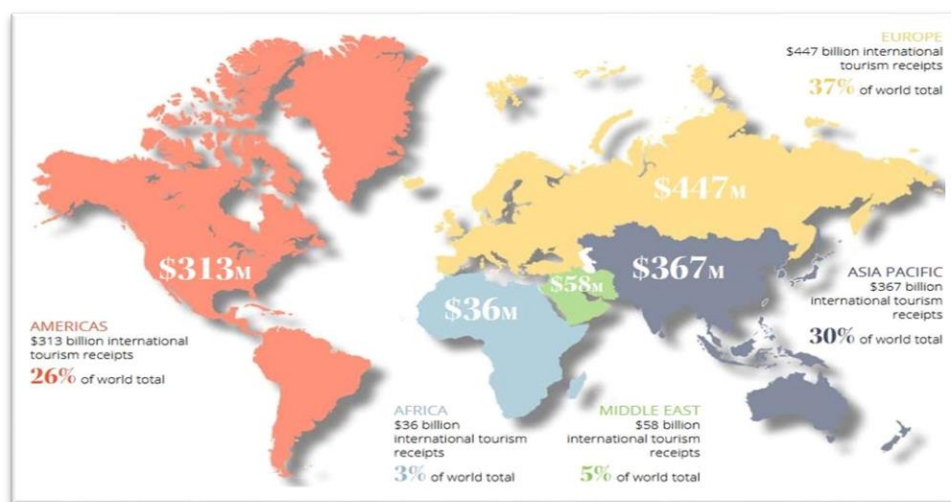 EUROPE
$447 billion international
tourism receipts
37% of world total
$447M
$313M
$367M
$58M
$36M
ASIA PACIFIC
$367 billion
international tourism
receipts
30% of world total
AMERICAS
$313 billion international
tourism receipts
26% of world total
AFRICA
$36 billion
international tourism
receipts
3% of world total
MIDDLE EAST
$58 billion
international tourism
receipts
5% of world total